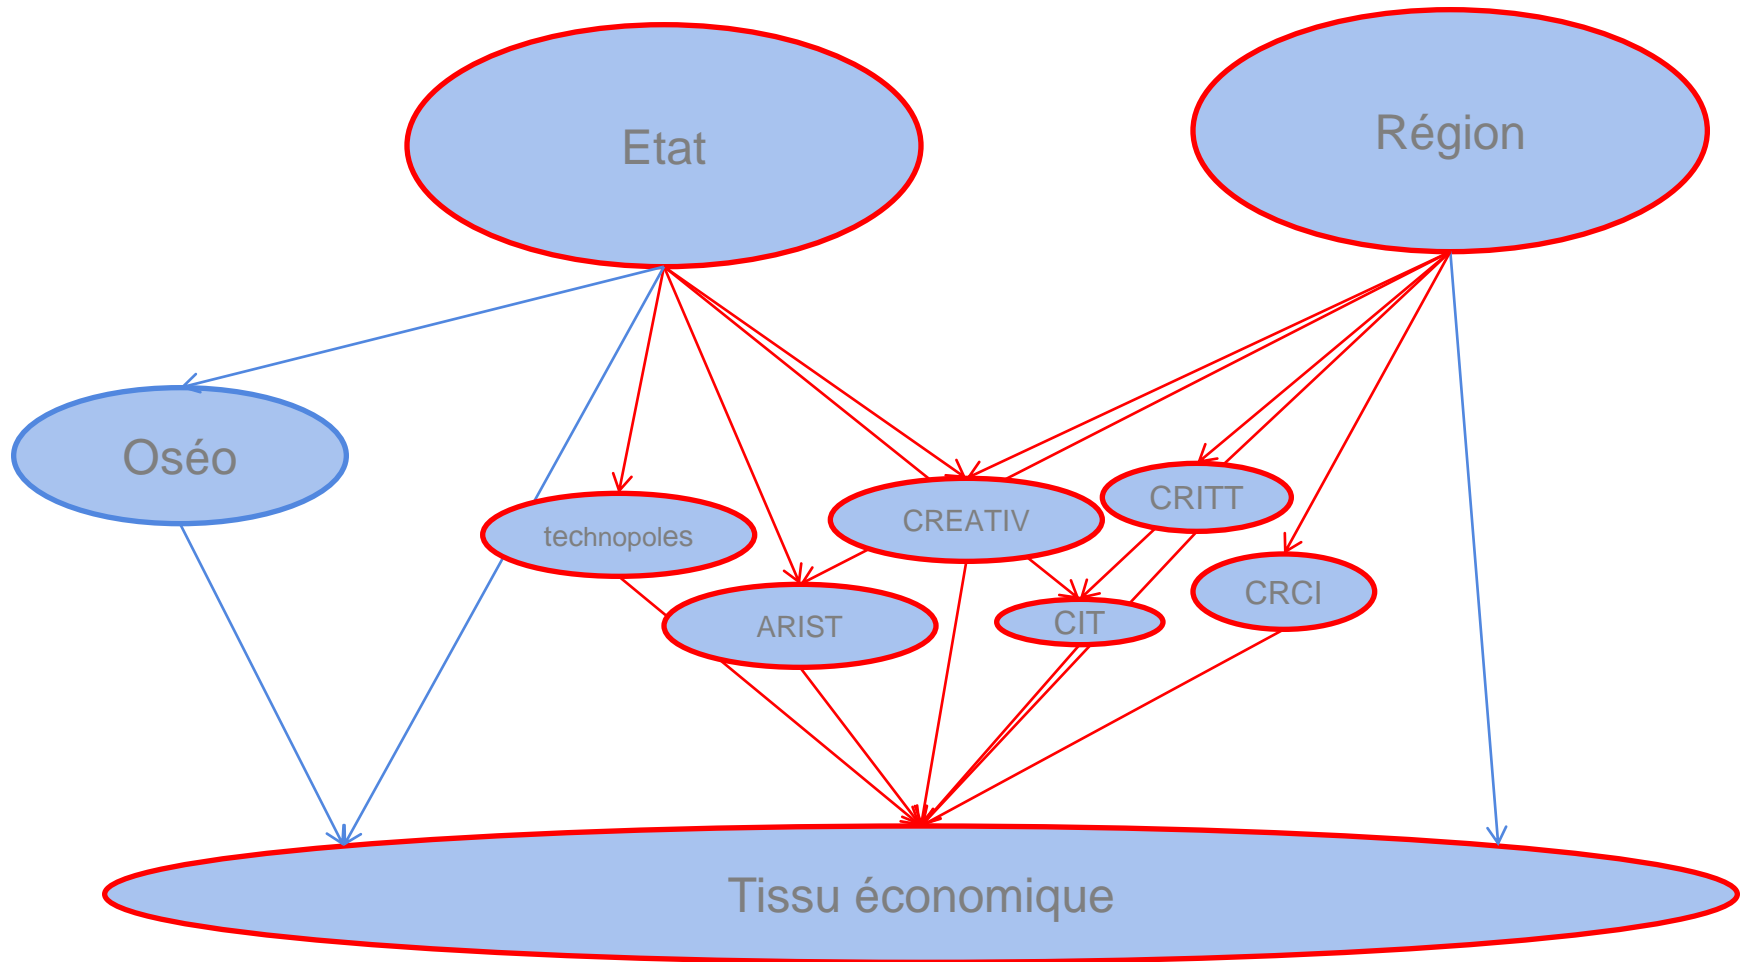 Etat
Région
Oséo
technopoles
CREATIV
CRITT
ARIST
CIT
CRCI
Tissu économique